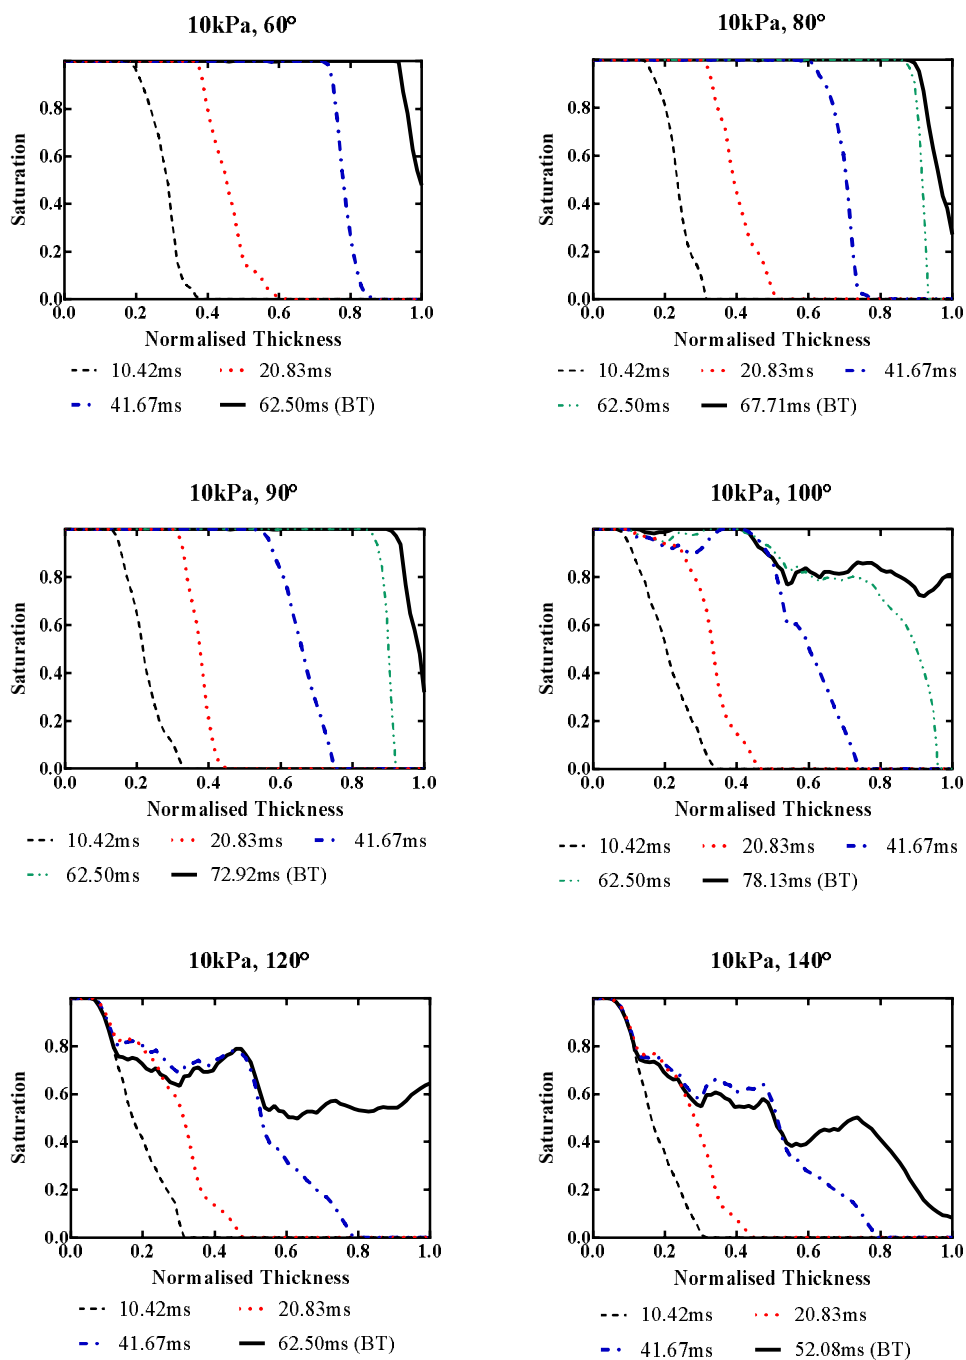 10kPa, 60°
10kPa, 80°
0.8
0.6
0.4
0.2
0.0
Saturation
0.0 0.2 0.4 0.6 0.8 1.0
Normalised Thickness
10.42ms 20.83ms
41.67ms 62.50ms (BT)
0.8
0.6
0.4
0.2
0.0
Saturation
0.0 0.2 0.4 0.6 0.8 1.0
Normalised Thickness
10.42ms 20.83ms 41.67ms
62.50ms 67.71ms (BT)
10kPa, 90°
10kPa, 100°
0.8
0.6
0.4
0.2
0.0
Saturation
0.0 0.2 0.4 0.6 0.8 1.0
Normalised Thickness
10.42ms 20.83ms 41.67ms
62.50ms 72.92ms (BT)
0.8
0.6
0.4
0.2
0.0
Saturation
0.0 0.2 0.4 0.6 0.8 1.0
Normalised Thickness
10.42ms 20.83ms 41.67ms
62.50ms 78.13ms (BT)
10kPa, 120°
10kPa, 140°
0.8
0.6
0.4
0.2
0.0
Saturation
0.0 0.2 0.4 0.6 0.8 1.0
Normalised Thickness
10.42ms 20.83ms
41.67ms 62.50ms (BT)
0.8
0.6
0.4
0.2
0.0
Saturation
0.0 0.2 0.4 0.6 0.8 1.0
Normalised Thickness
10.42ms 20.83ms
41.67ms 52.08ms (BT)